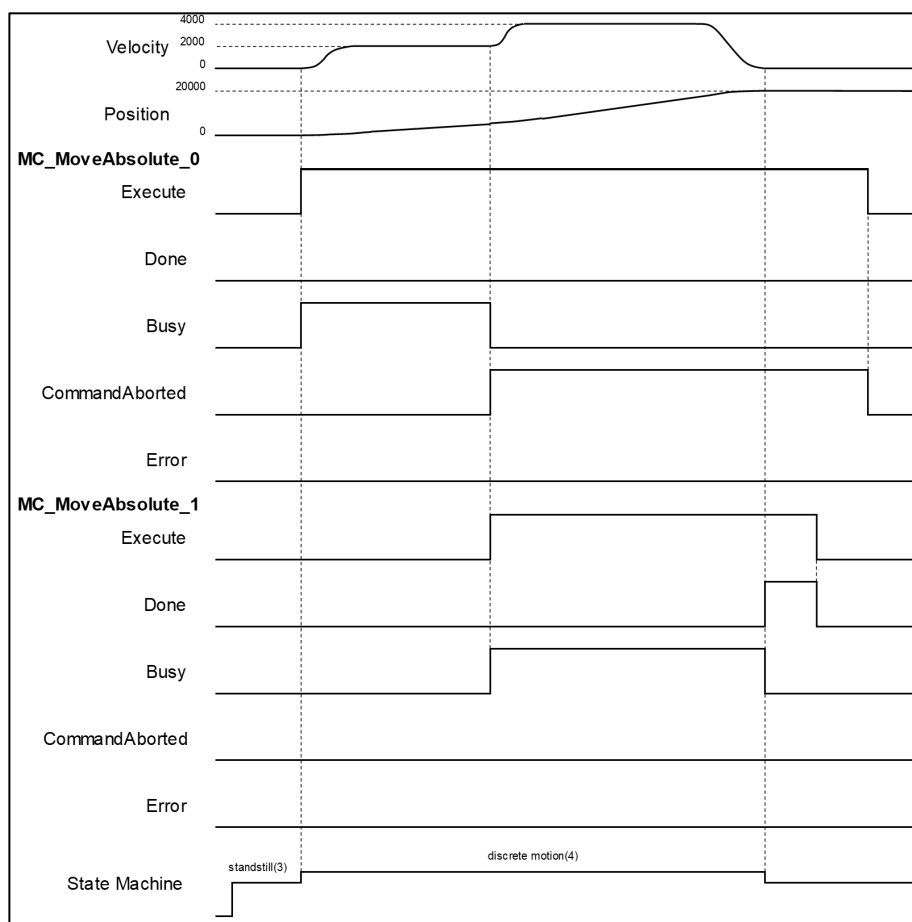 4000
Velocity
2000
0
20000
Position
0
MC_MoveAbsolute_0
Execute
Done
Busy
CommandAborted
Error
MC_MoveAbsolute_1
Execute
Done
Busy
CommandAborted
Error
standstill(3)
discrete motion(4)
State Machine